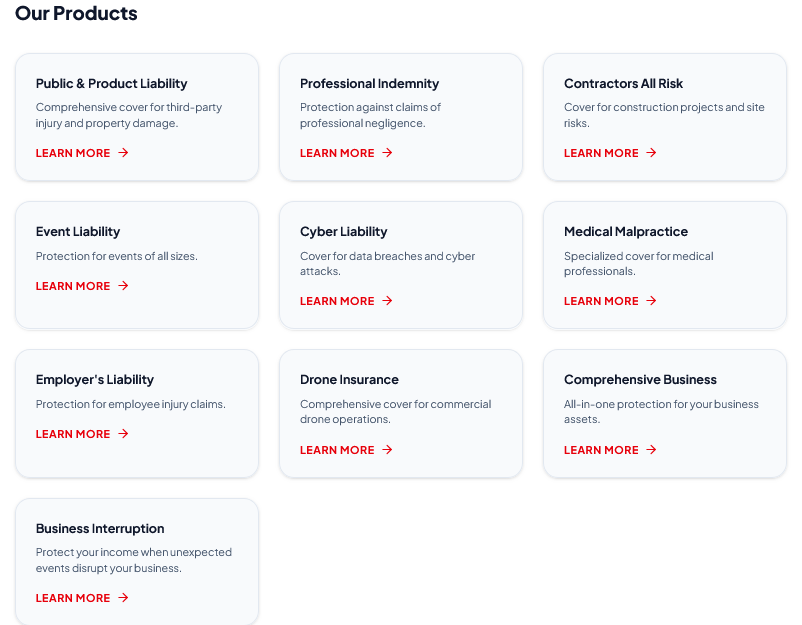 Our Products
Public & Product Liability
Comprehensive cover for third-party
injury and property damage.
LEARN MORE →
Professional Indemnity
Protection against claims of
professional negligence.
LEARN MORE →
Contractors All Risk
Cover for construction projects and site
risks.
LEARN MORE →
Event Liability
Protection for events of all sizes.
LEARN MORE →
Cyber Liability
Cover for data breaches and cyber
attacks.
LEARN MORE →
Medical Malpractice
Specialized cover for medical
professionals.
LEARN MORE →
Employer's Liability
Protection for employee injury claims.
LEARN MORE →
Drone Insurance
Comprehensive cover for commercial
drone operations.
LEARN MORE →
Comprehensive Business
All-in-one protection for your business
assets.
LEARN MORE →
Business Interruption
Protect your income when unexpected
events disrupt your business.
LEARN MORE →